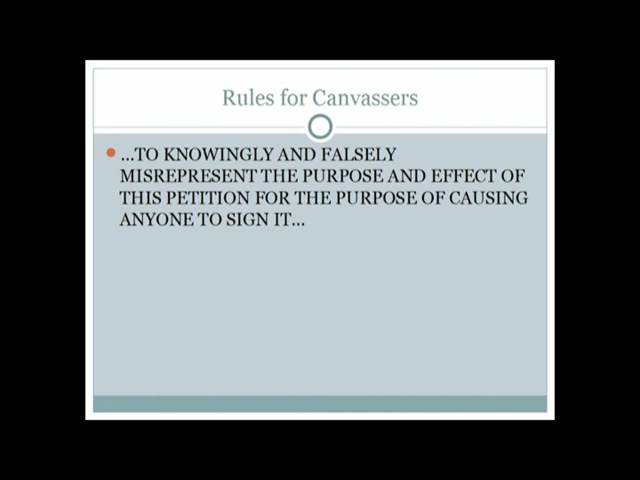 Rules for Canvassers
...TO KNOWINGLY AND FALSELY
MISREPRESENT THE PURPOSE AND EFFECT OF
THIS PETITION FOR THE PURPOSE OF CAUSING
ANYONE TO SIGN IT...